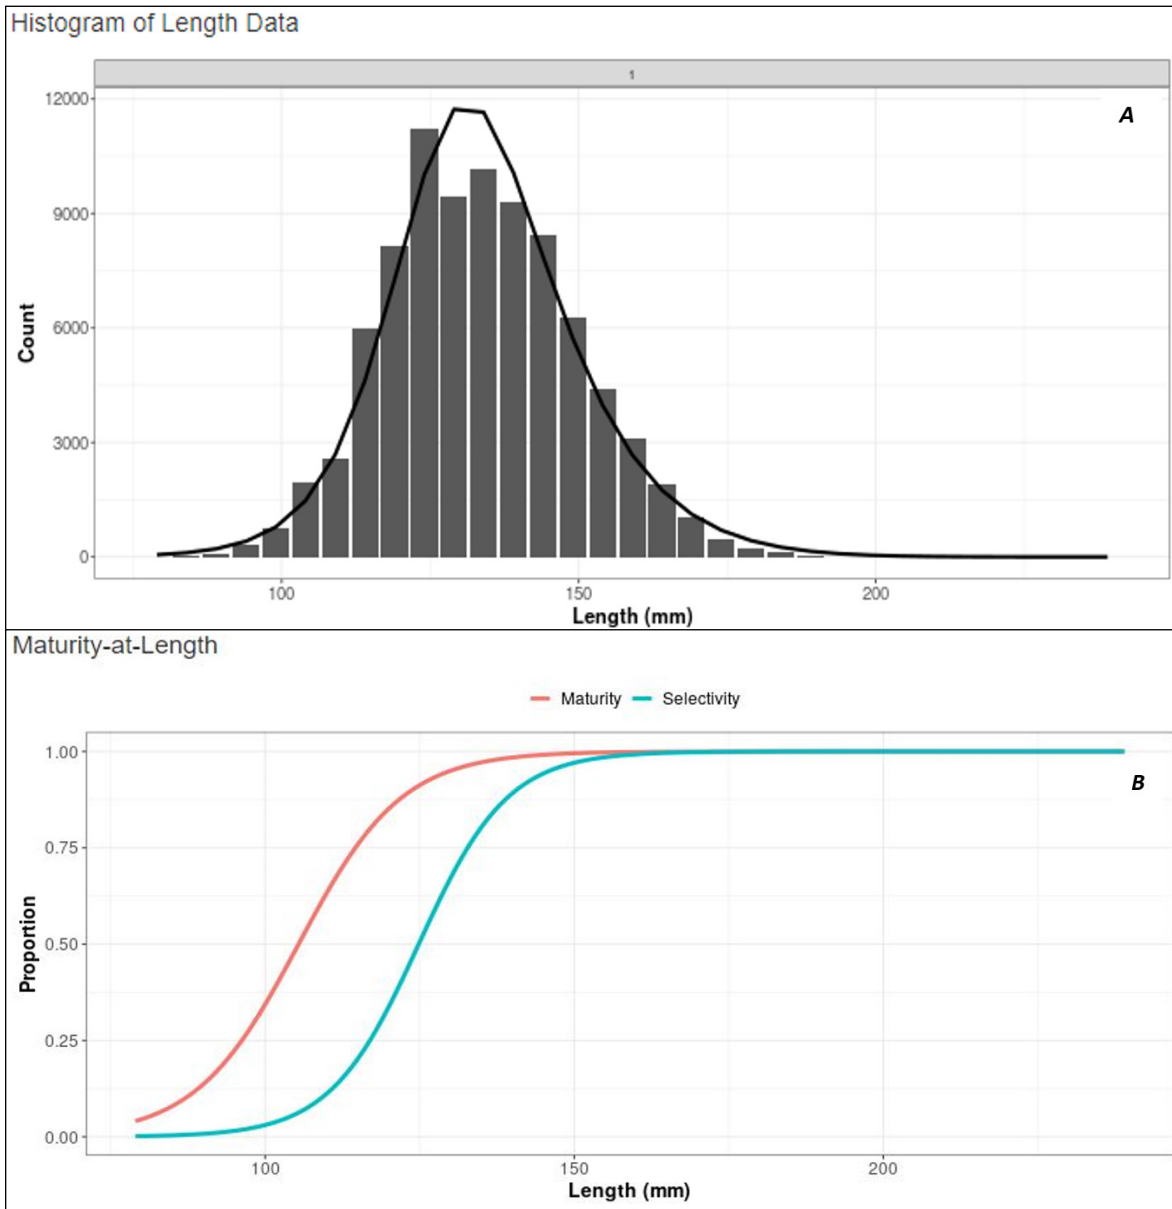 Histogram of Length Data
1
A
12000
9000
6000
3000
0
Count
100 150 200
Length (mm)
Maturity-at-Length
Maturity Selectivity
B
1.00
0.75
0.50
0.25
0.00
Proportion
100 150 200
Length (mm)